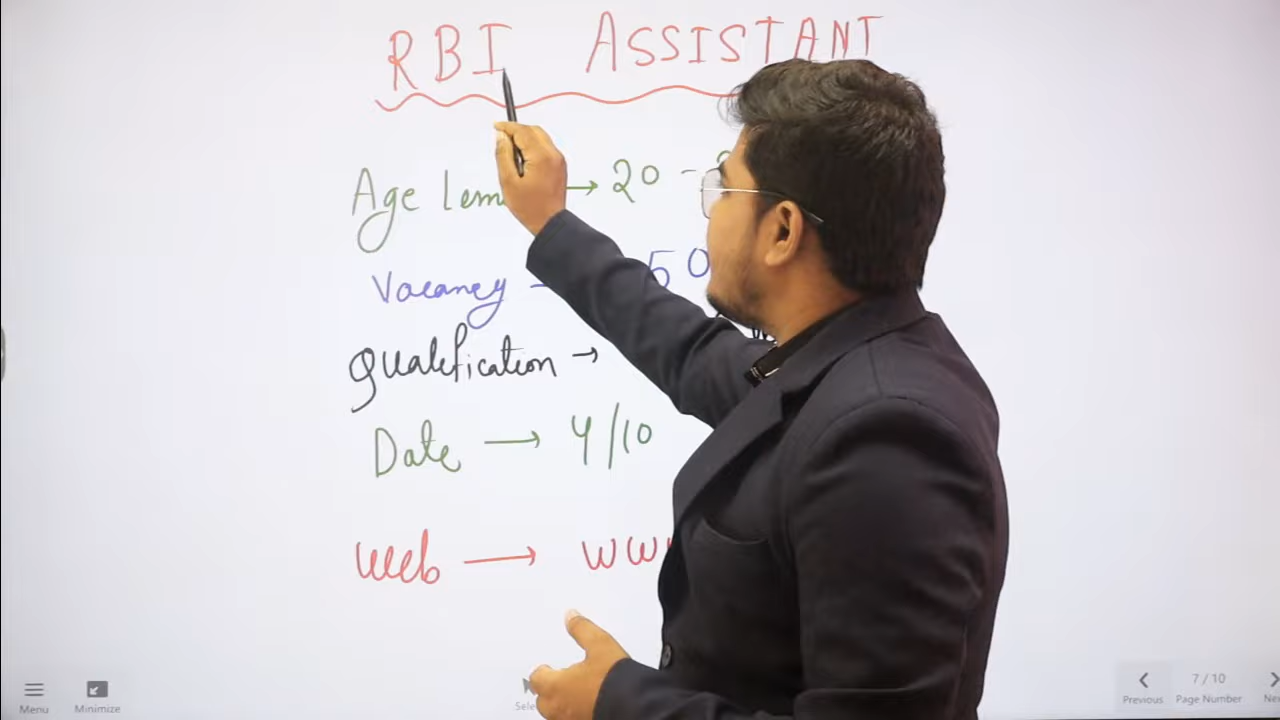 RBI ASSISTANT
Age lem → 20 -
Vacancy - 50
Qualification →
Date → 4/10
Web → WWW
Menu
Minimize
Previous
7 / 10
Page Number